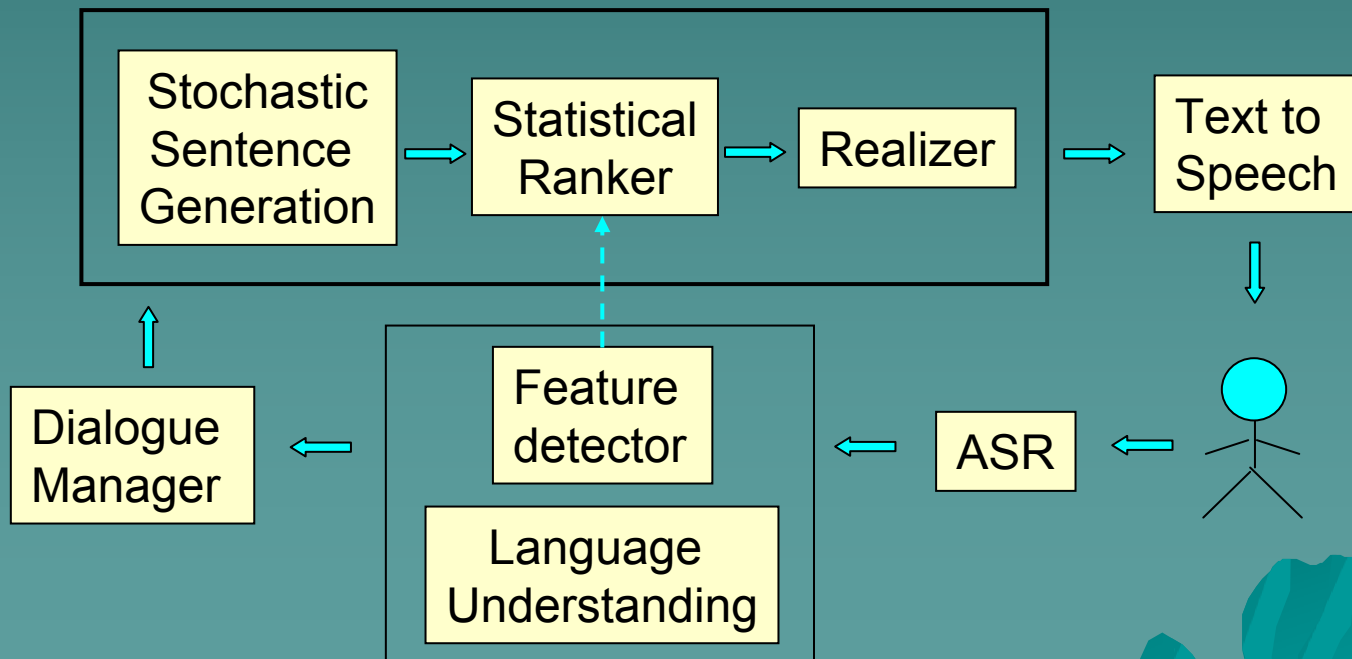 Stochastic
Sentence
Generation
Statistical
Ranker
Realizer
Text to
Speech
Dialogue
Manager
Feature
detector
ASR
Language
Understanding